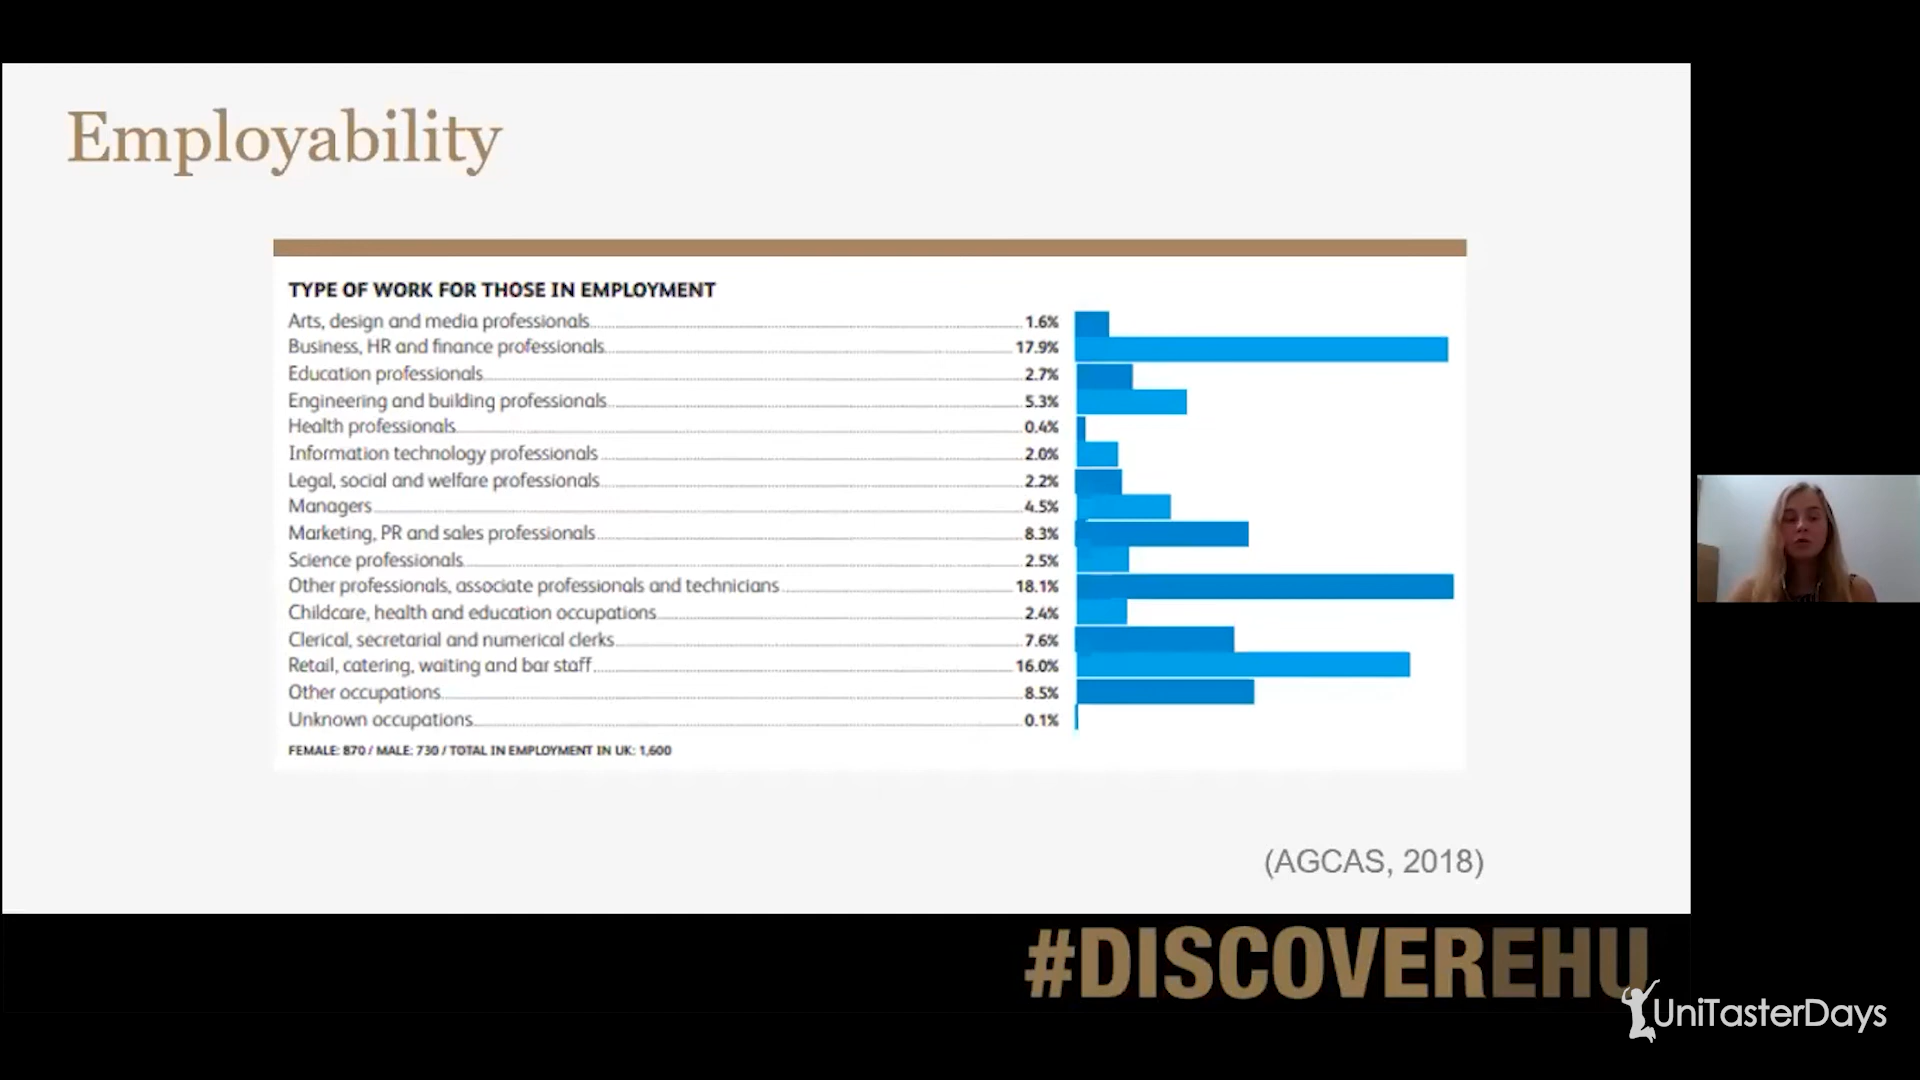 Employability
TYPE OF WORK FOR THOSE IN EMPLOYMENT
Arts, design and media professionals 1.6%
Business, HR and finance professionals 17.9%
Education professionals 2.7%
Engineering and building professionals 5.3%
Health professionals 0.4%
Information technology professionals 2.0%
Legal, social and welfare professionals 2.2%
Managers 4.5%
Marketing, PR and sales professionals 8.3%
Science professionals 2.5%
Other professionals, associate professionals and technicians 18.1%
Childcare, health and education occupations 2.4%
Clerical, secretarial and numerical clerks 7.6%
Retail, catering, waiting and bar staff 16.0%
Other occupations 8.5%
Unknown occupations 0.1%
FEMALE: 870 / MALE: 730 / TOTAL IN EMPLOYMENT IN UK: 1,600
(AGCAS, 2018)
#DISCOVEREHU
UniTasterDays